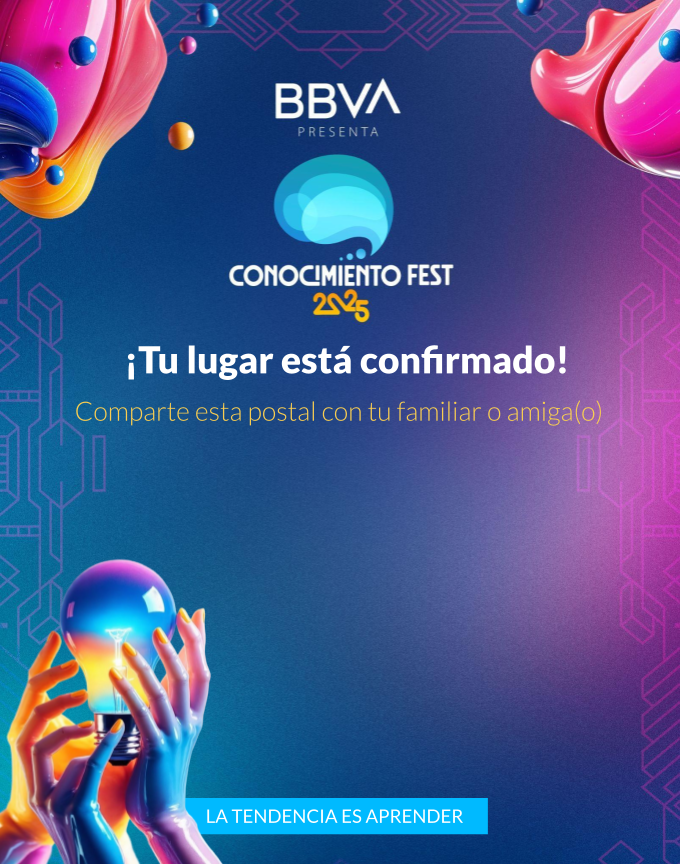 BBVA
PRESENTA
CONOCIMIENTO FEST
2025
¡Tu lugar está confirmado!
Comparte esta postal con tu familiar o amiga(o)
LA TENDENCIA ES APRENDER